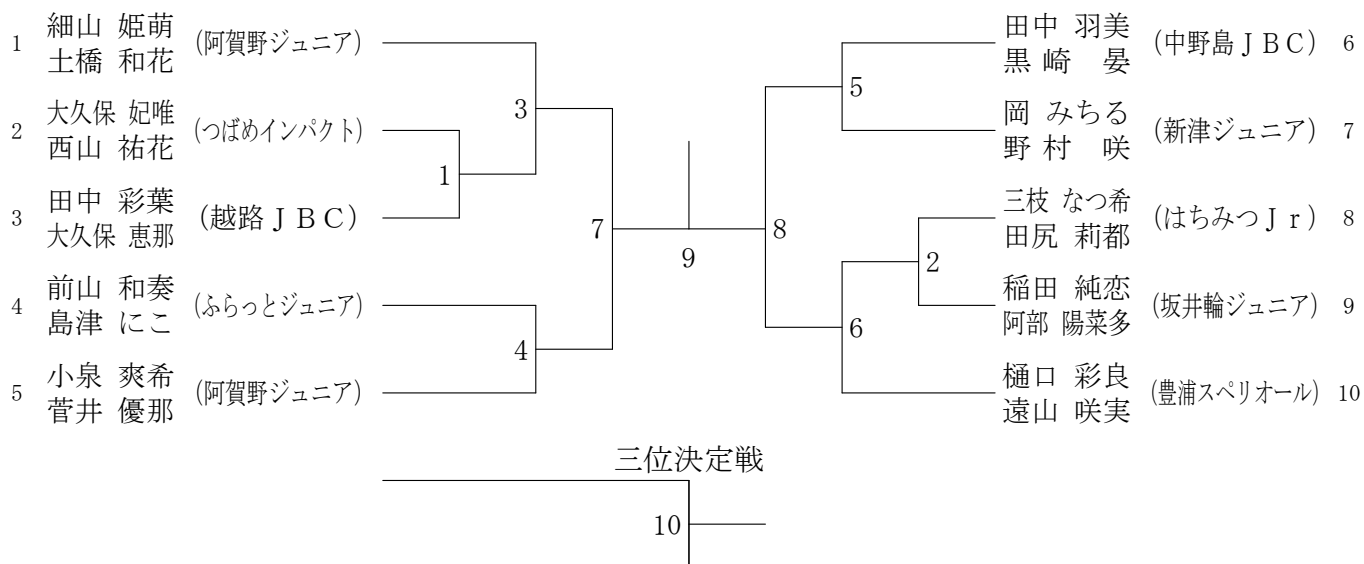 1 細山 姫萌 (阿賀野ジュニア)
土橋 和花
2 大久保 妃唯 (つばめインパクト)
西山 祐花
3 田中 彩葉 (越路ＪＢＣ)
大久保 恵那
4 前山 和奏 (ふらっとジュニア)
島津 にこ
5 小泉 爽希 (阿賀野ジュニア)
菅井 優那
3
1
7
4
9
8
5
2
6
田中 羽美 (中野島ＪＢＣ) 6
黒崎 晏
岡 みちる (新津ジュニア) 7
野村 咲
三枝 なつ希 (はちみつＪｒ) 8
田尻 莉都
稲田 純恋 (坂井輪ジュニア) 9
阿部 陽菜多
樋口 彩良 (豊浦スペリオール) 10
遠山 咲実
三位決定戦
10